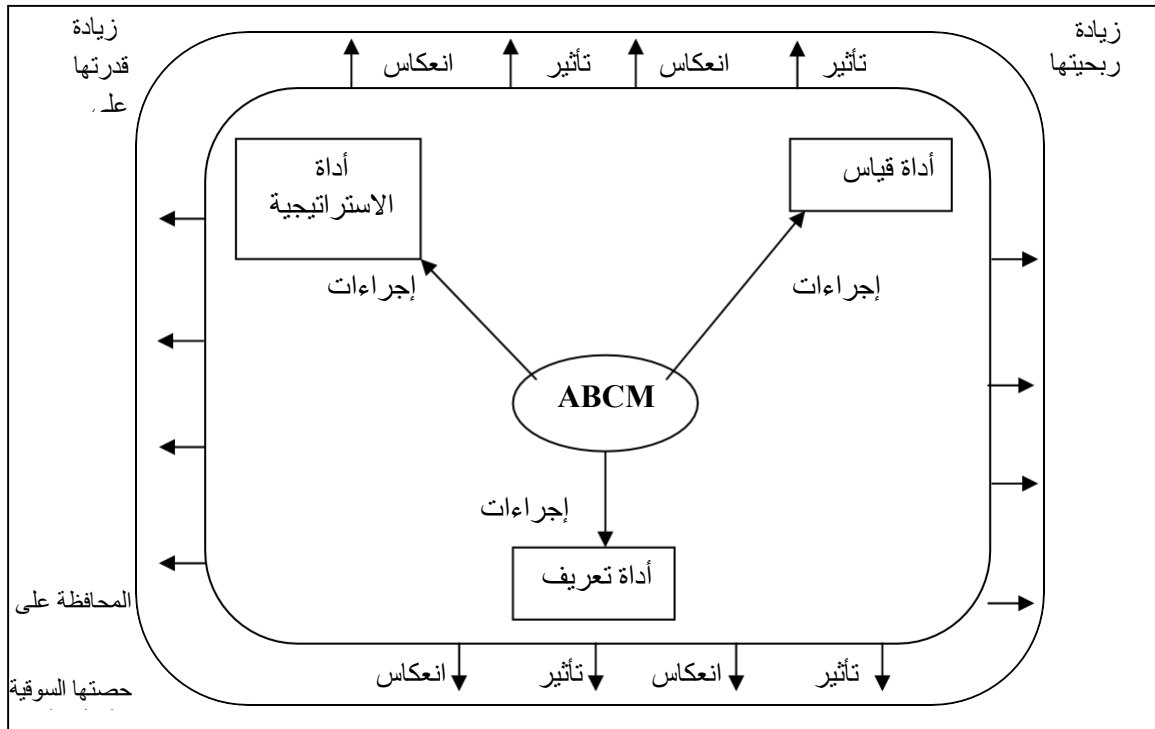 زيادة
ربحيتها
زيادة
قدرتها
على
تأثير
انعكاس
تأثير
انعكاس
أداة قياس
أداة
الاستراتيجية
إجراءات
إجراءات
ABCM
إجراءات
أداة تعريف
المحافظة على
حصتها السوقية
تأثير
انعكاس
تأثير
انعكاس